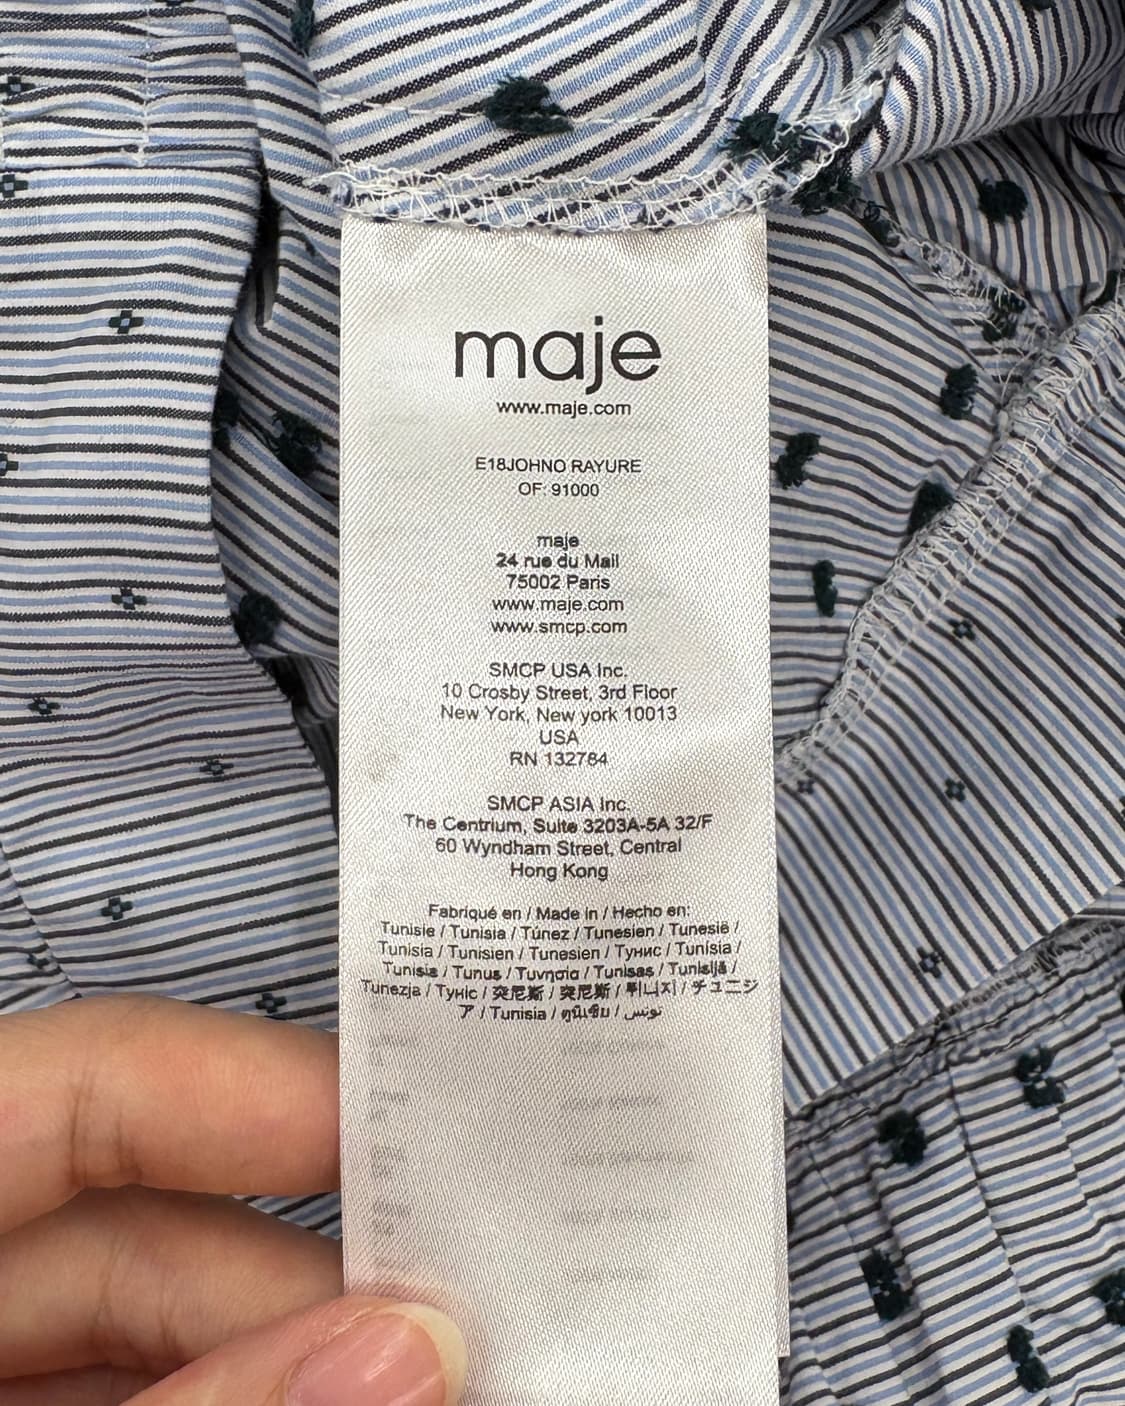 maje
www.maje.com
E18JOHNO RAYURE
OF: 91000
maje
24 rue du Mail
75002 Paris
www.maje.com
www.smcp.com
SMCP USA Inc.
10 Crosby Street, 3rd Floor
New York, New york 10013
USA
RN 132784
SMCP ASIA Inc.
The Centrium, Suite 3203A-5A 32/F
60 Wyndham Street, Central
Hong Kong
Fabriqué en / Made in / Hecho en:
Tunisie / Tunisia / Túnez / Tunesien / Tunesië /
Tunísia / Tunisien / Tunesien / Тунис / Tunísia /
Tunisia / Tunus / Τυνησία / Tunisas / Tunisijā /
Tunezja / Туніс / 突尼斯 / 突尼斯 / 튀니지 / チュニジ
ア / Tunisia / ตูนิเซีย / تونس